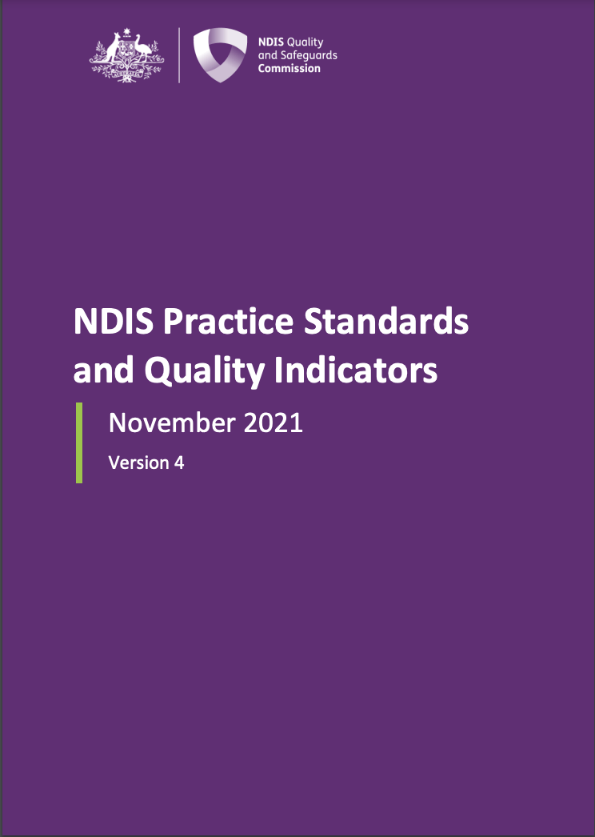 NDIS Quality
and Safeguards
Commission
NDIS Practice Standards
and Quality Indicators
November 2021
Version 4